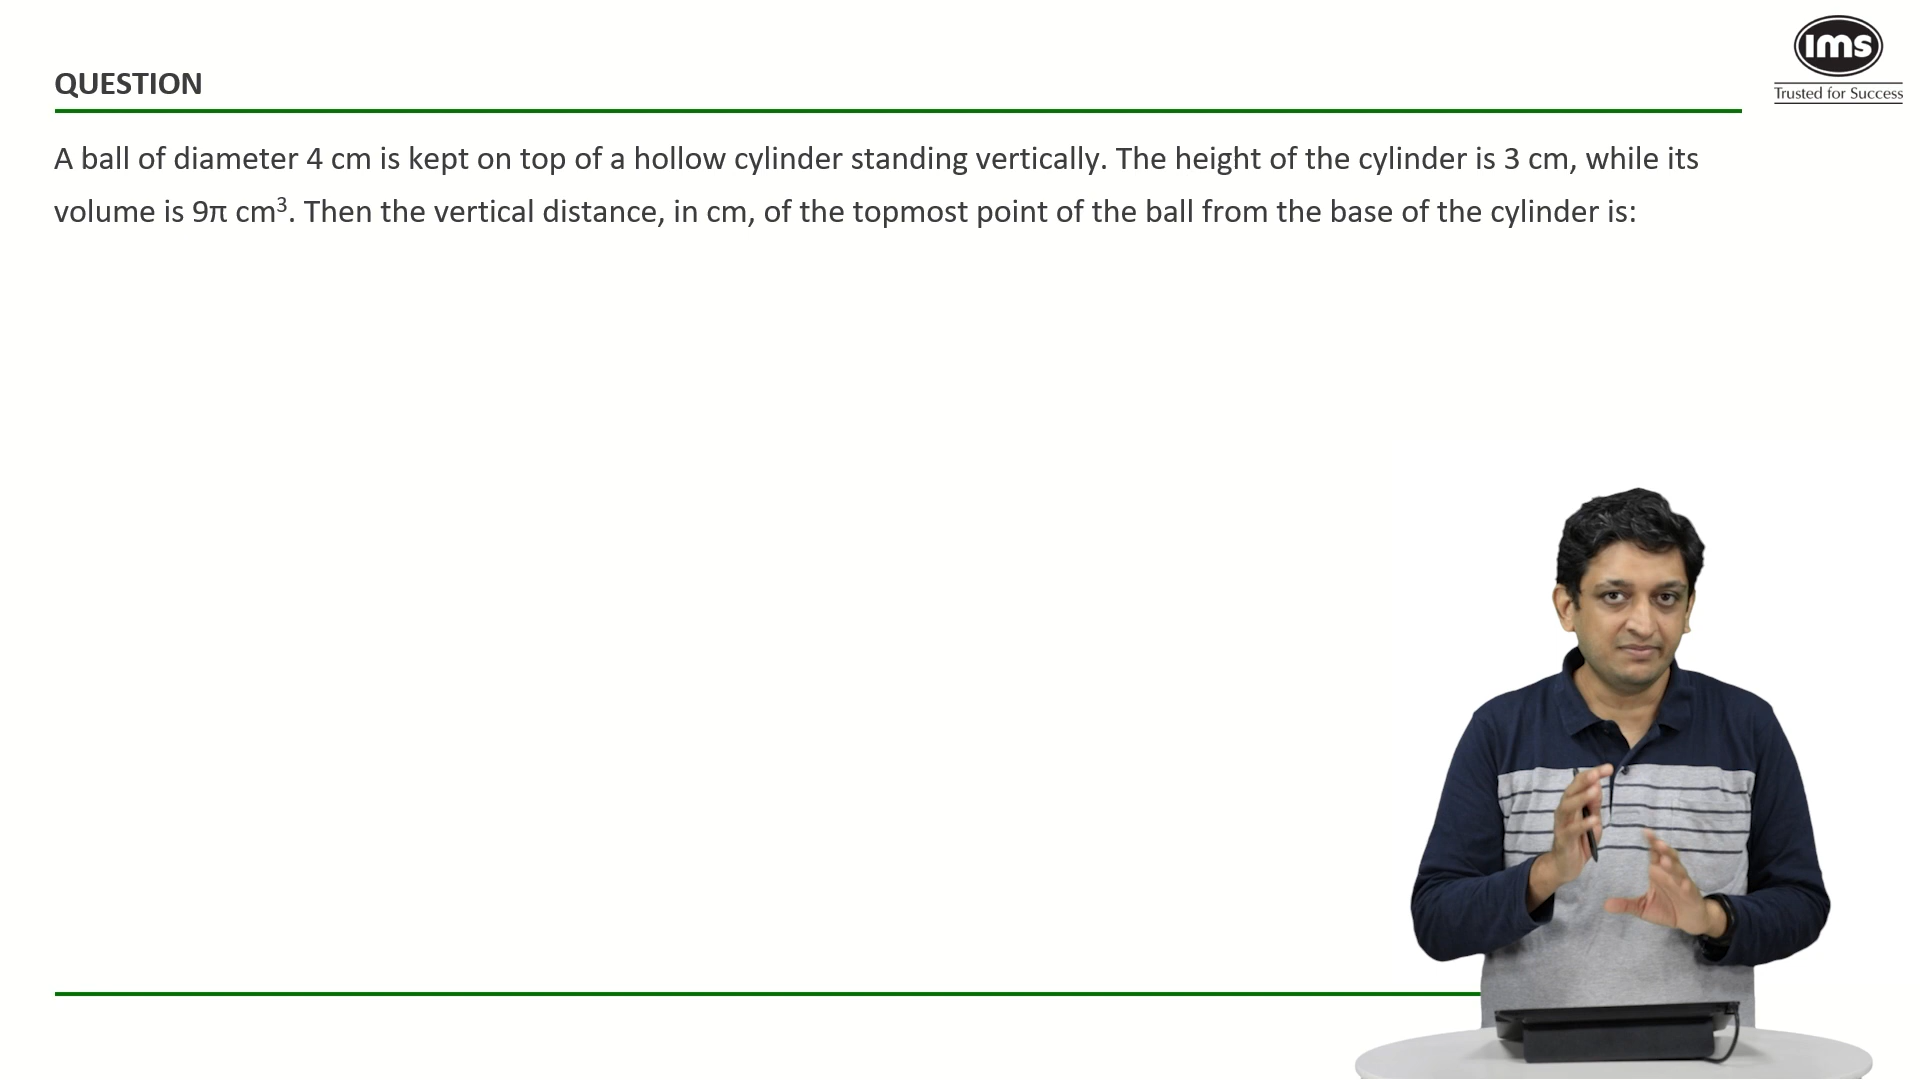 ims
Trusted for Success
QUESTION
A ball of diameter 4 cm is kept on top of a hollow cylinder standing vertically. The height of the cylinder is 3 cm, while its
volume is 9π cm³. Then the vertical distance, in cm, of the topmost point of the ball from the base of the cylinder is: